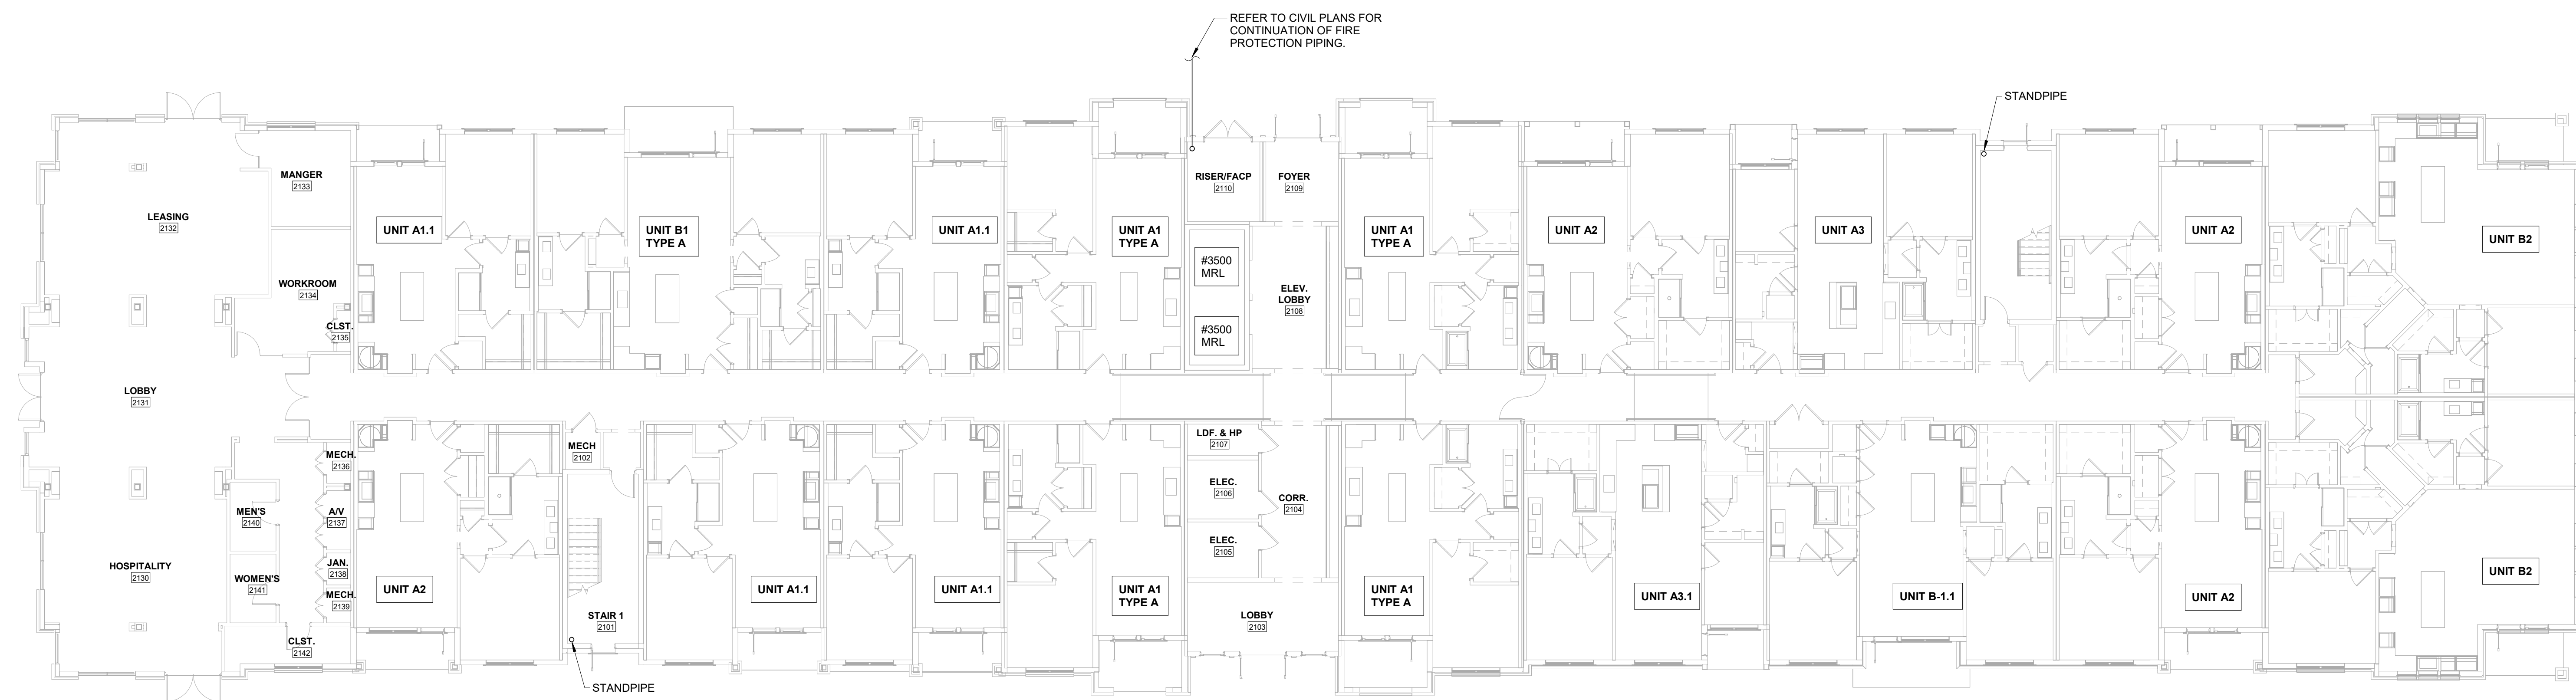 REFER TO CIVIL PLANS FOR
CONTINUATION OF FIRE
PROTECTION PIPING.
STANDPIPE
MANGER
2133
RISER/FACP
2110
FOYER
2109
LEASING
2132
UNIT A1.1
UNIT B1
TYPE A
UNIT A1.1
UNIT A1
TYPE A
UNIT A1
TYPE A
UNIT A2
UNIT A3
UNIT A2
UNIT B2
#3500
MRL
WORKROOM
2134
ELEV.
LOBBY
2108
CLST.
2135
#3500
MRL
LOBBY
2131
MECH
2102
LDF. & HP
2107
MECH.
2136
ELEC.
2106
CORR.
2104
MEN'S
2140
A/V
2137
ELEC.
2105
HOSPITALITY
2130
JAN.
2138
WOMEN'S
2141
MECH.
2139
UNIT A2
UNIT A1.1
UNIT A1.1
UNIT A1
TYPE A
UNIT A1
TYPE A
UNIT A3.1
UNIT B-1.1
UNIT A2
UNIT B2
STAIR 1
2101
LOBBY
2103
CLST.
2142
STANDPIPE